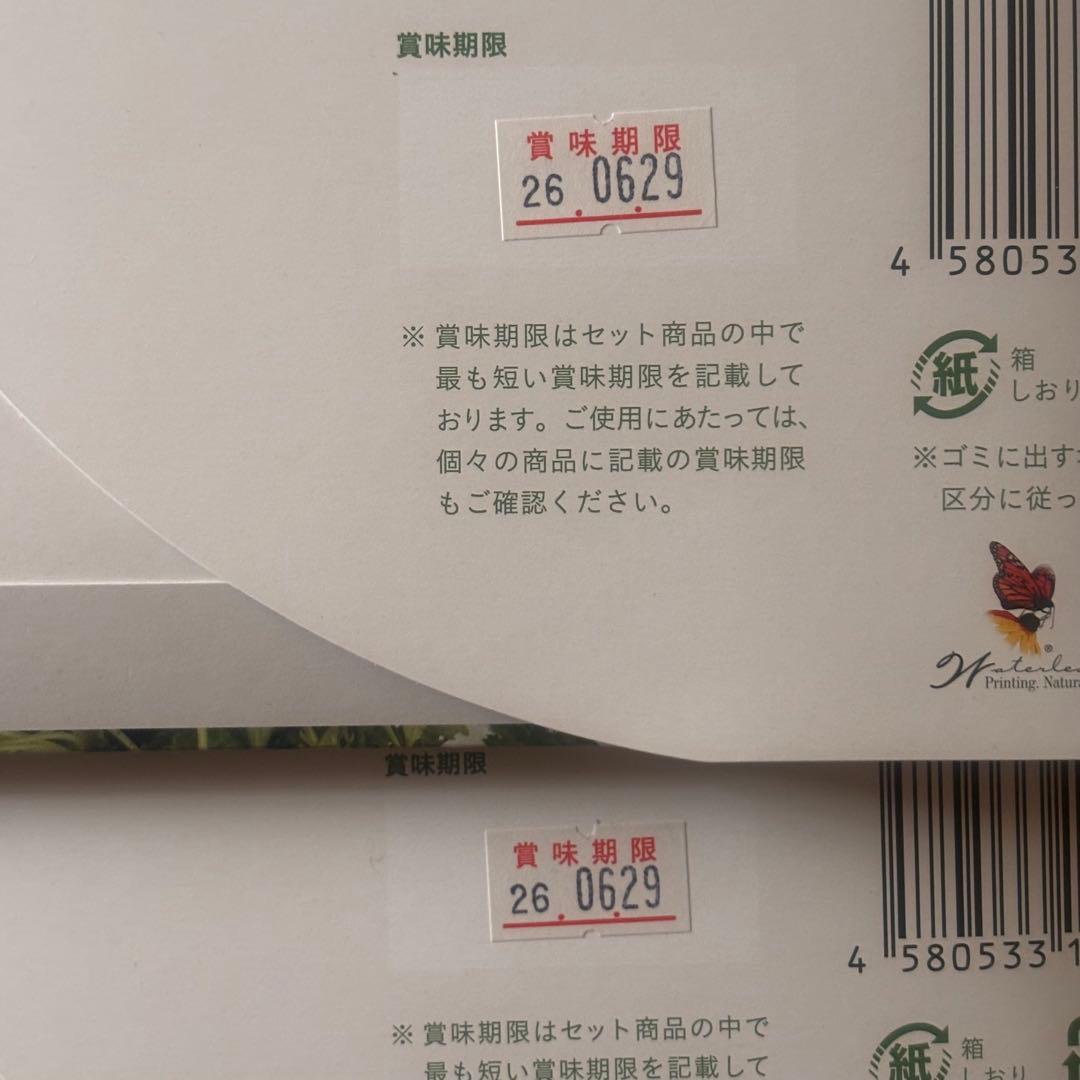 賞味期限
賞味期限
26.06.29
4 58053
※ 賞味期限はセット商品の中で
最も短い賞味期限を記載して
おります。ご使用にあたっては、
個々の商品に記載の賞味期限
もご確認ください。
紙
箱
しおり
※ゴミに出す
区分に従っ
Waterle
Printing. Natura
賞味期限
賞味期限
26.06.29
4 580533 1
※ 賞味期限はセット商品の中で
最も短い賞味期限を記載して
紙
箱
しおり